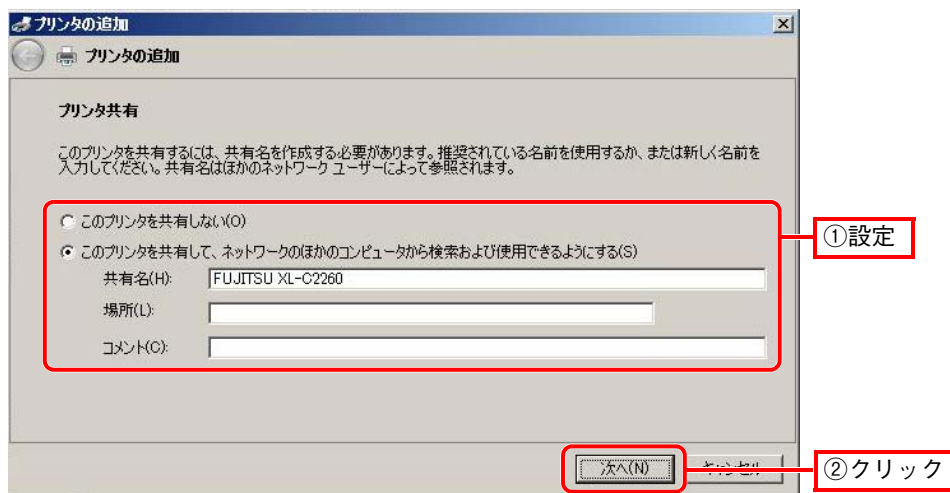 プリンタの追加
プリンタの追加
プリンタ共有
このプリンタを共有するには、共有名を作成する必要があります。推奨されている名前を使用するか、または新しく名前を
入力してください。共有名はほかのネットワーク ユーザーによって参照されます。
このプリンタを共有しない(O)
このプリンタを共有して、ネットワークのほかのコンピュータから検索および使用できるようにする(S)
共有名(H): FUJITSU XL-C2260
場所(L):
コメント(C):
①設定
次へ(N) キャンセル
②クリック